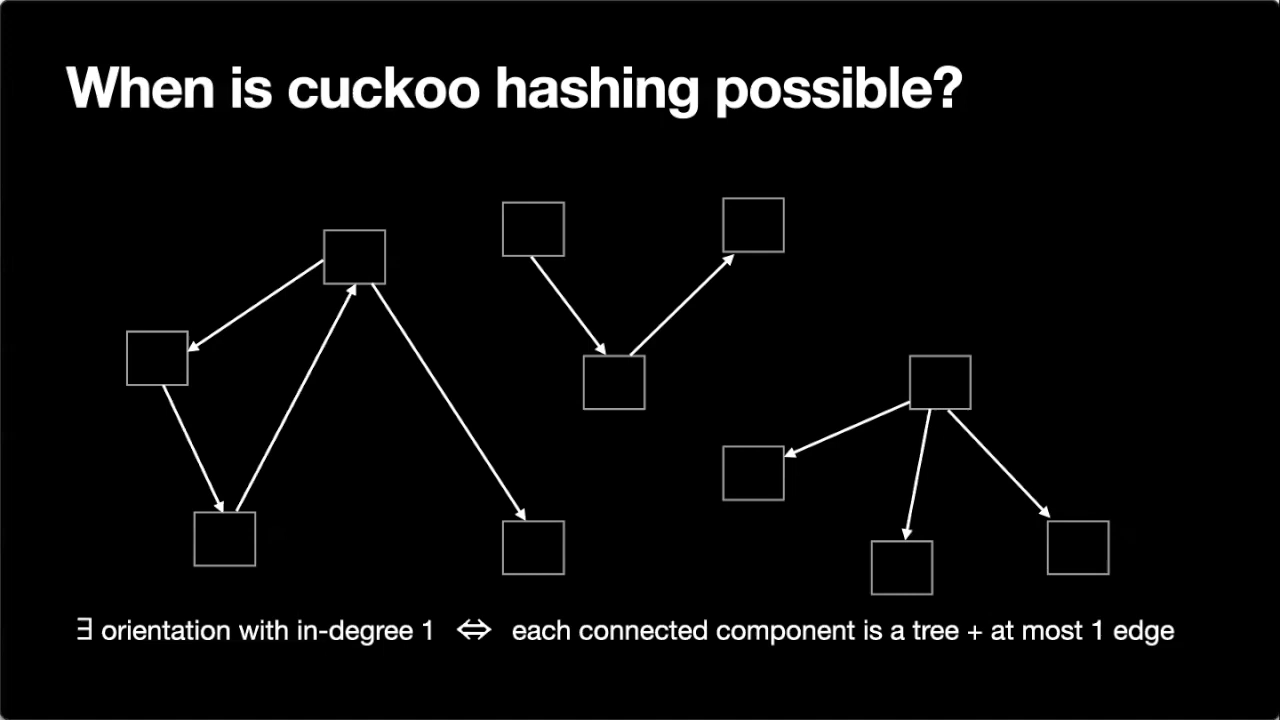 When is cuckoo hashing possible?
∃ orientation with in-degree 1 ⇔ each connected component is a tree + at most 1 edge